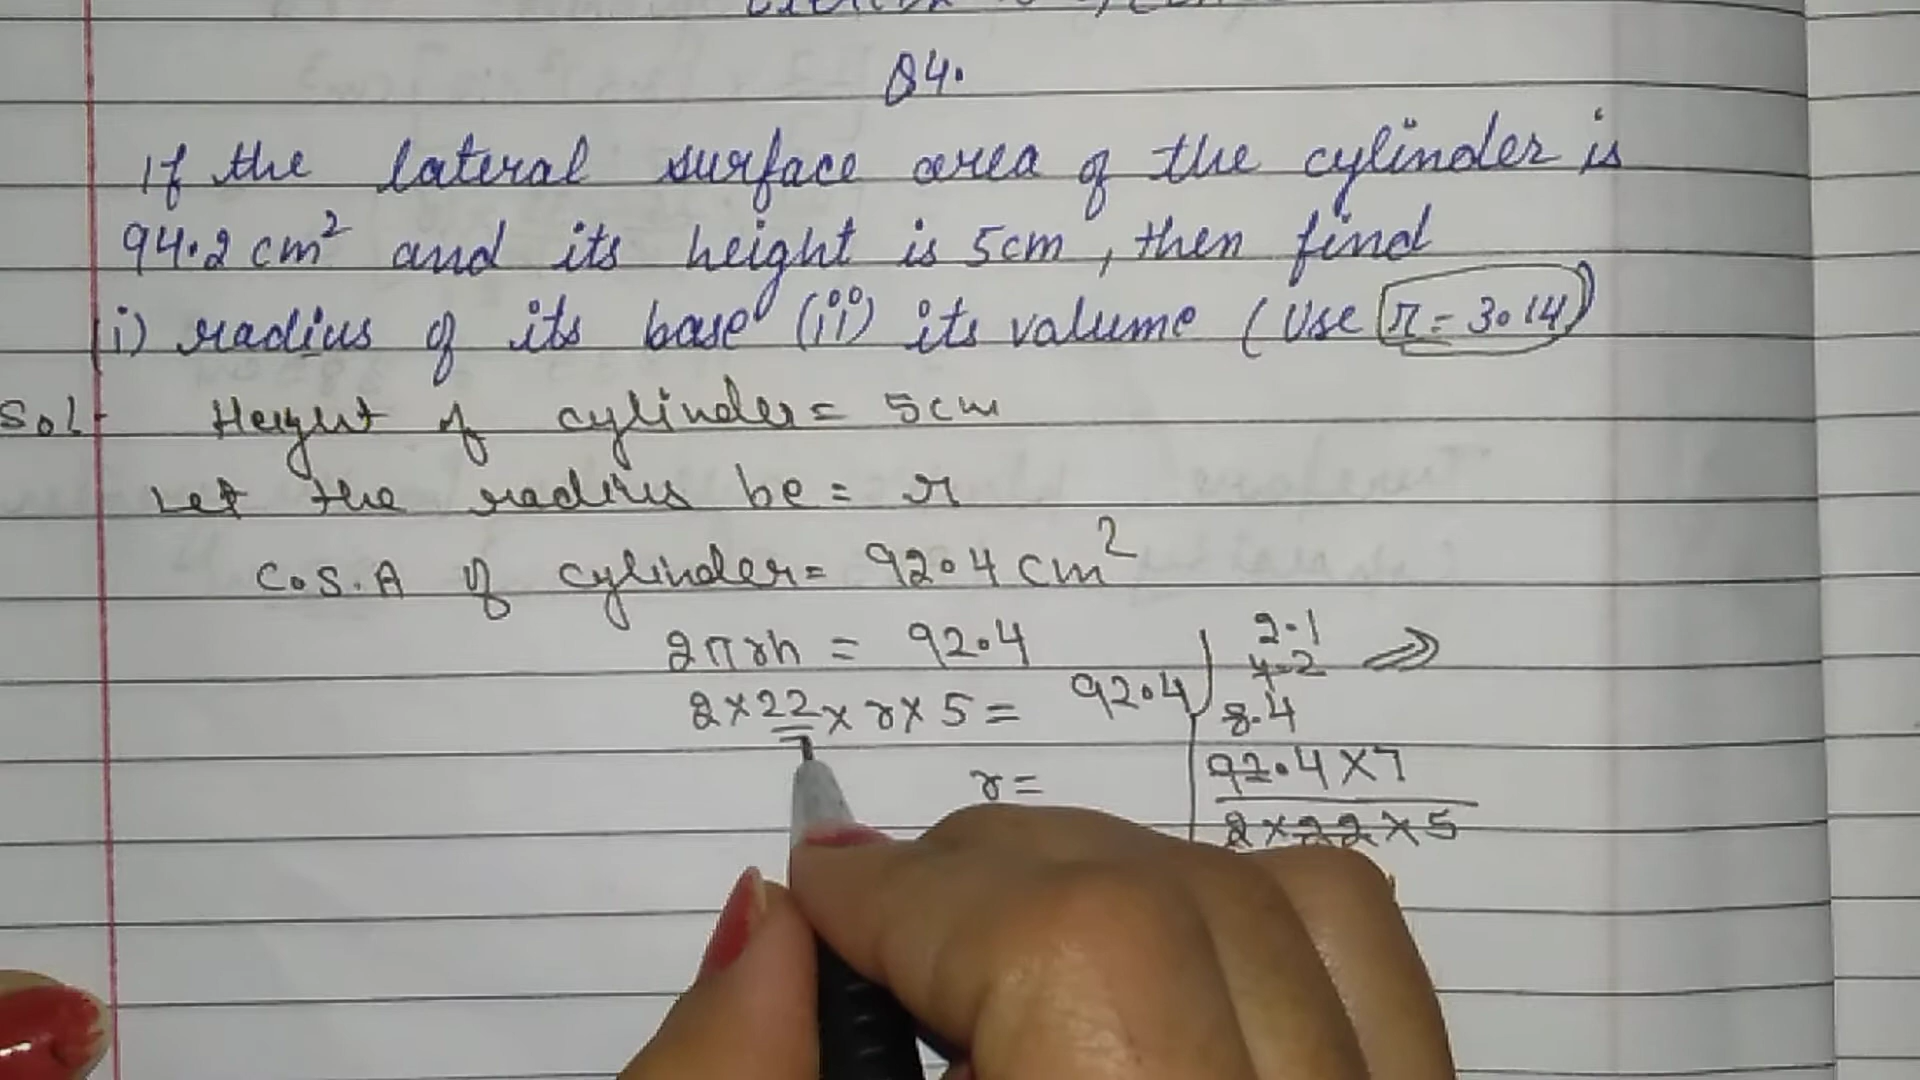 Q4.
If the lateral surface area of the cylinder is
94.2 cm² and its height is 5cm, then find
i) radius of its base (ii) its valume (Use π = 3.14)
Sol- Height of cylinder = 5cm
Let the radius be = r
C.S.A of cylinder = 92.4 cm²
2πrh = 92.4
2×22/7×r×5 = 92.4
r =
2.1
4.2
8.4
92.4×7
2×22×5